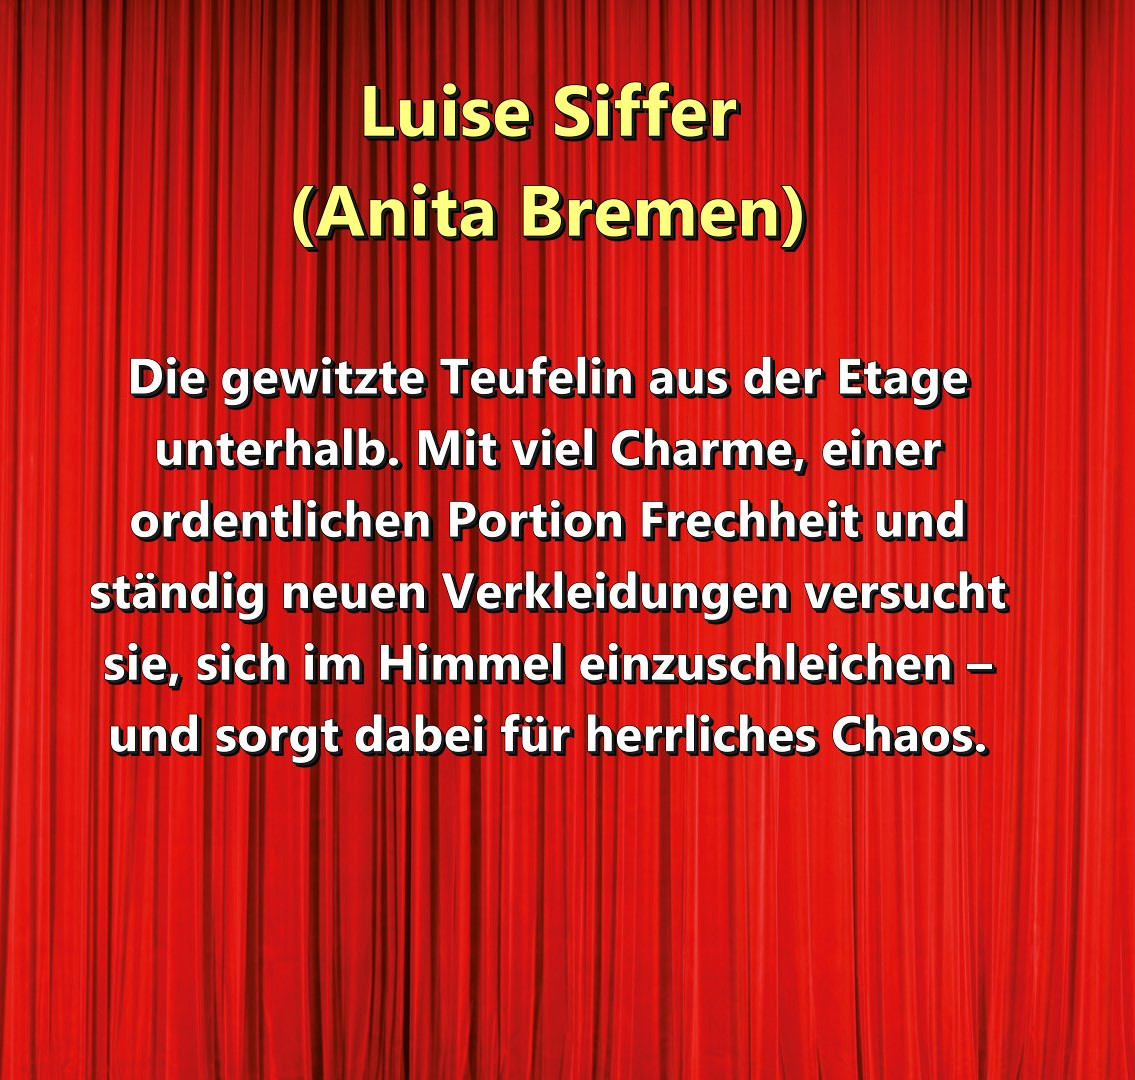 Luise Siffer
(Anita Bremen)
Die gewitzte Teufelin aus der Etage
unterhalb. Mit viel Charme, einer
ordentlichen Portion Frechheit und
ständig neuen Verkleidungen versucht
sie, sich im Himmel einzuschleichen –
und sorgt dabei für herrliches Chaos.